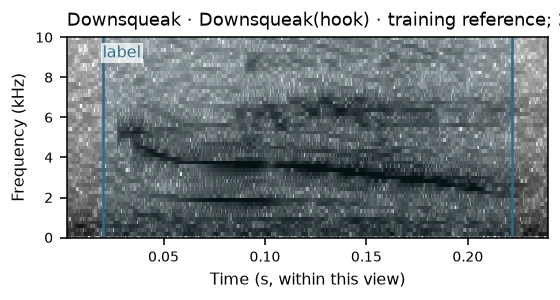 Downsqueak · Downsqueak(hook) · training reference;
label
Frequency (kHz)
10
8
6
4
2
0
0.05 0.10 0.15 0.20
Time (s, within this view)